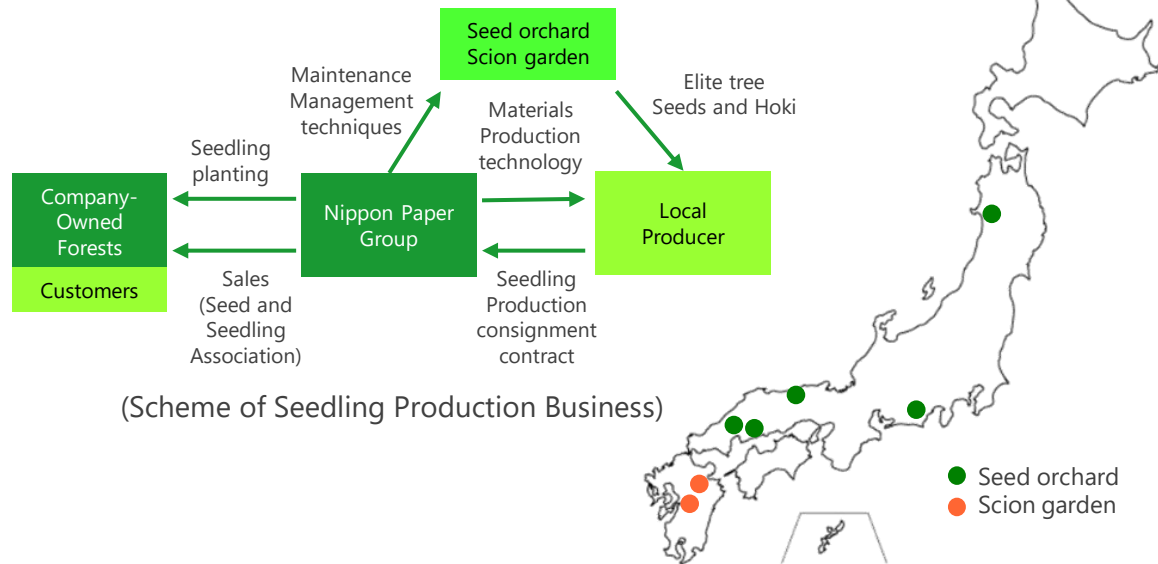 Seed orchard
Scion garden
Maintenance
Management
techniques
Materials
Production
technology
Elite tree
Seeds and Hoki
Seedling
planting
Company-
Owned
Forests
Customers
Nippon Paper
Group
Local
Producer
Sales
(Seed and
Seedling
Association)
Seedling
Production
consignment
contract
(Scheme of Seedling Production Business)
Seed orchard
Scion garden